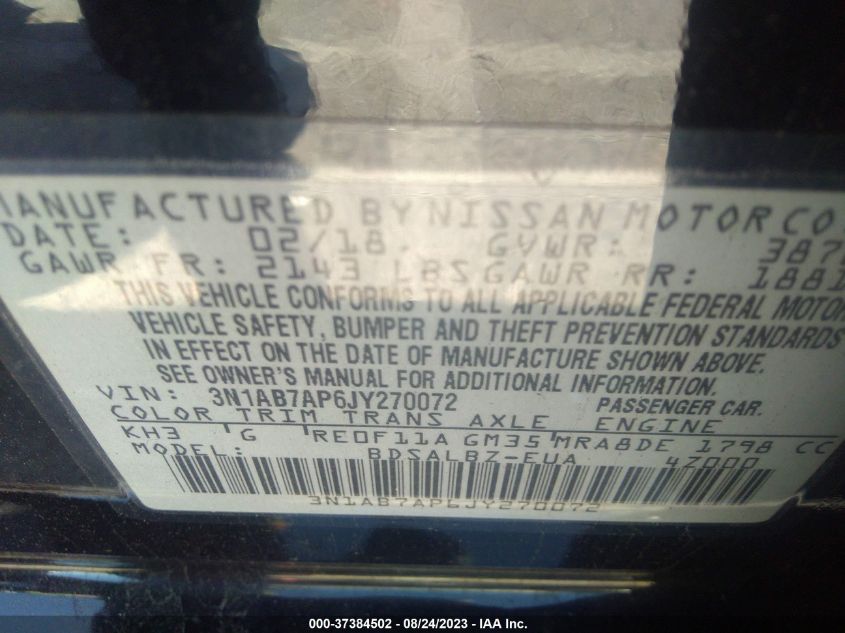 MANUFACTURED BY NISSAN MOTOR CO.
DATE: 02/18 GVWR: 387
GAWR FR: 2143 LBS GAWR RR: 1881
THIS VEHICLE CONFORMS TO ALL APPLICABLE FEDERAL MOTOR
VEHICLE SAFETY, BUMPER AND THEFT PREVENTION STANDARDS
IN EFFECT ON THE DATE OF MANUFACTURE SHOWN ABOVE.
SEE OWNER'S MANUAL FOR ADDITIONAL INFORMATION.
VIN: 3N1AB7AP6JY270072 PASSENGER CAR.
COLOR TRIM TRANS AXLE ENGINE
KH3 G RE0F11A GM35 MRA8DE 1798 CC
MODEL: BDSALBZ-EUA 4Z000
3N1AB7AP6JY270072
000-37384502 - 08/24/2023 - IAA Inc.